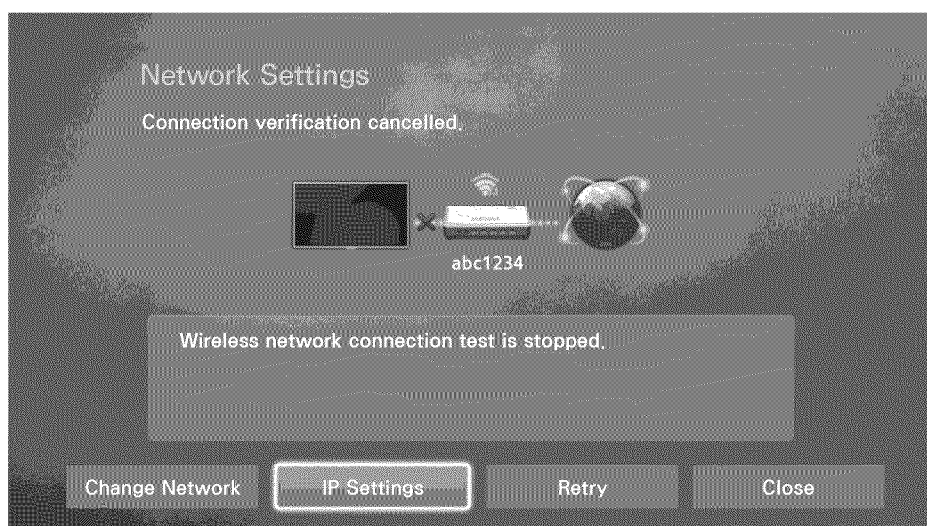 Network Settings
Connection verification cancelled.
abc1234
Wireless network connection test is stopped.
Change Network
IP Settings
Retry
Close